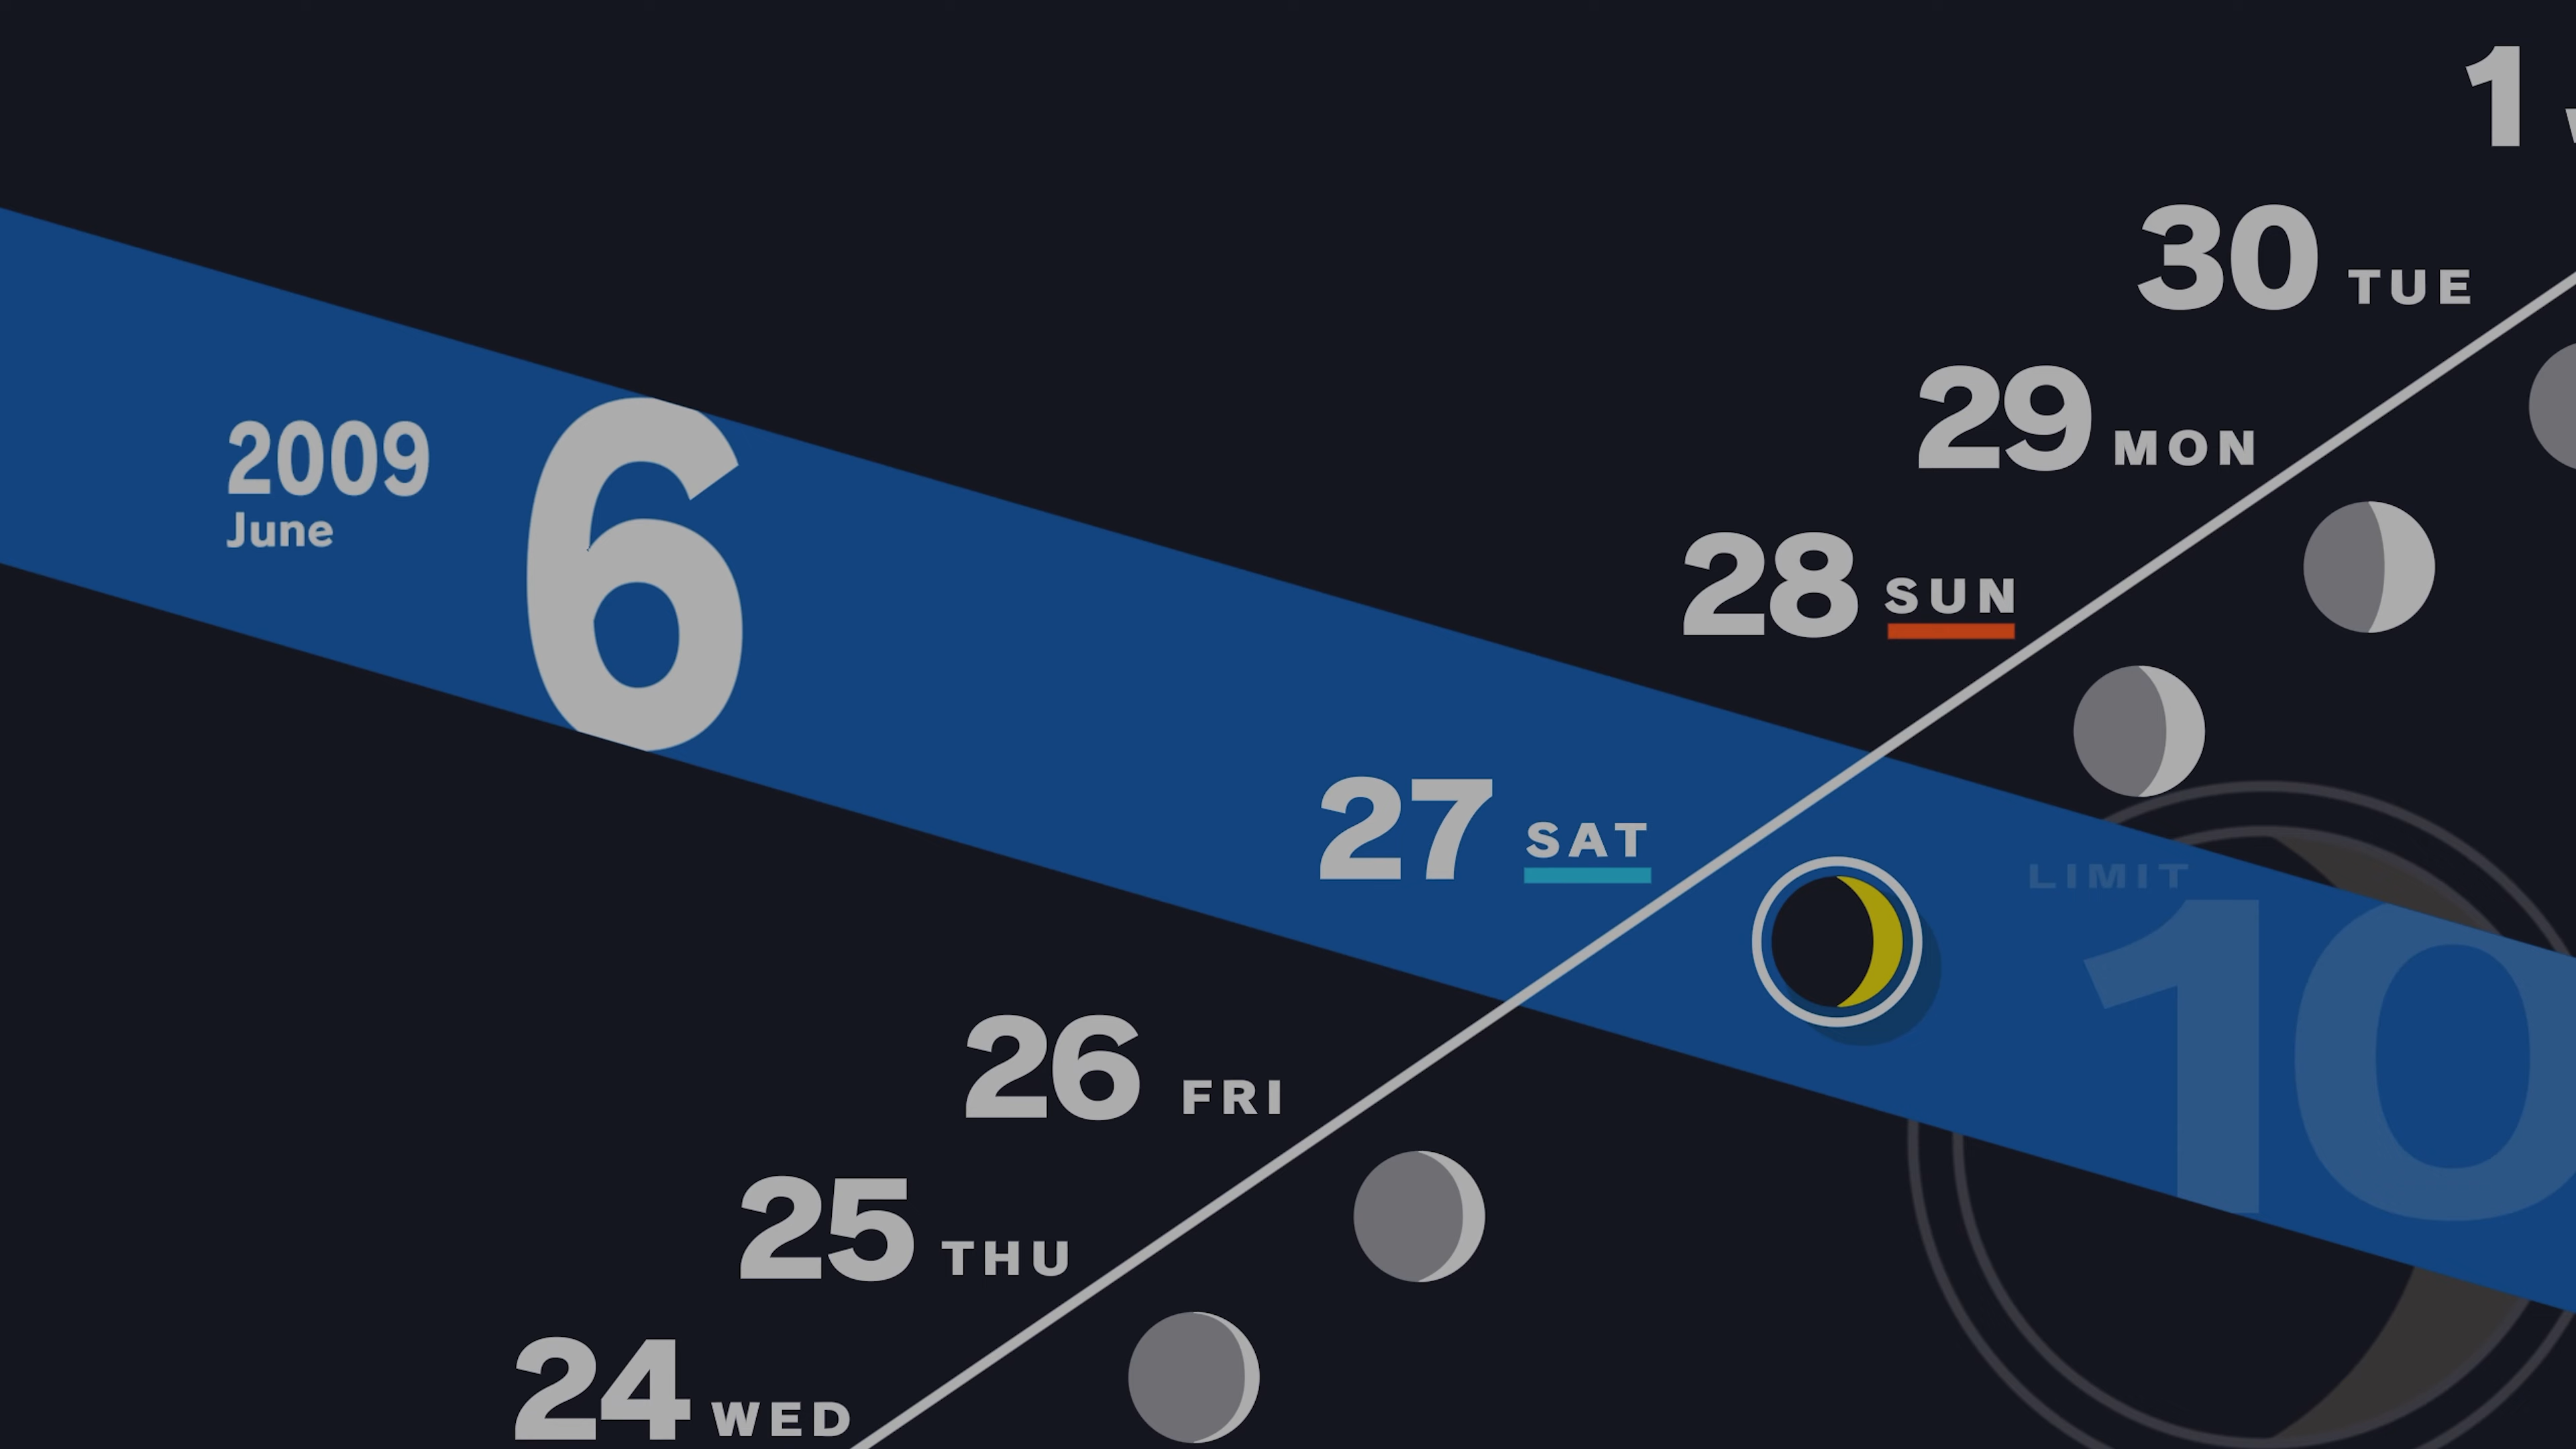 1
30 TUE
29 MON
28 SUN
2009
June
6
27 SAT
LIMIT
10
26 FRI
25 THU
24 WED